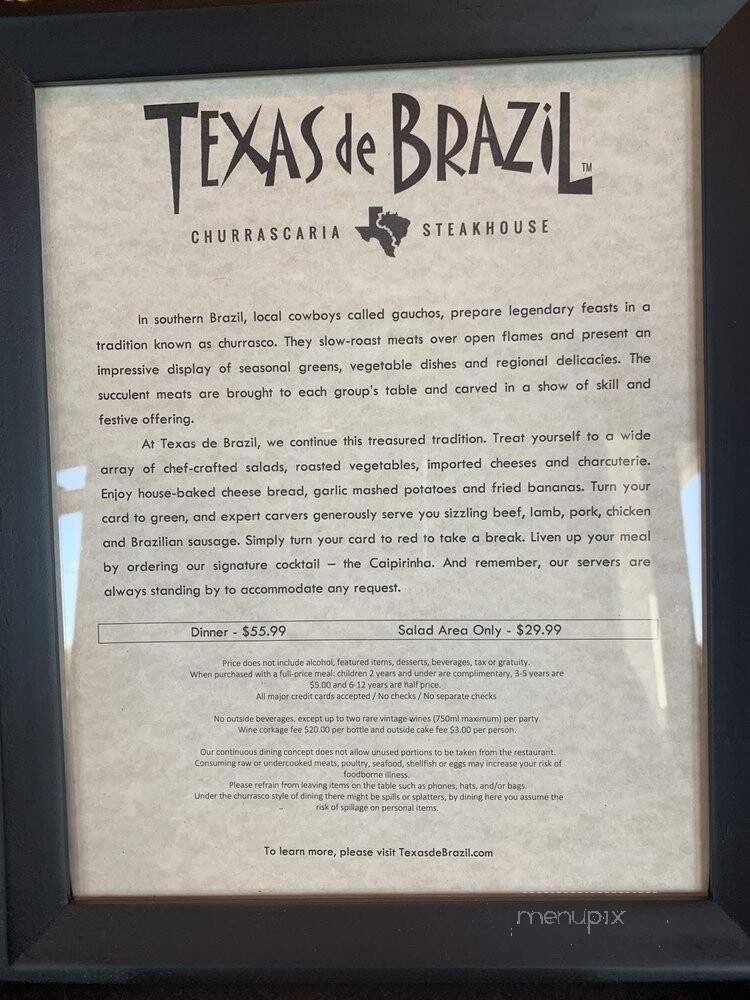 TEXAS de BRAZIL™
CHURRASCARIA STEAKHOUSE
In southern Brazil, local cowboys called gauchos, prepare legendary feasts in a
tradition known as churrasco. They slow-roast meats over open flames and present an
impressive display of seasonal greens, vegetable dishes and regional delicacies. The
succulent meats are brought to each group's table and carved in a show of skill and
festive offering.
At Texas de Brazil, we continue this treasured tradition. Treat yourself to a wide
array of chef-crafted salads, roasted vegetables, imported cheeses and charcuterie.
Enjoy house-baked cheese bread, garlic mashed potatoes and fried bananas. Turn your
card to green, and expert carvers generously serve you sizzling beef, lamb, pork, chicken
and Brazilian sausage. Simply turn your card to red to take a break. Liven up your meal
by ordering our signature cocktail – the Caipirinha. And remember, our servers are
always standing by to accommodate any request.
Dinner - $55.99 Salad Area Only - $29.99
Price does not include alcohol, featured items, desserts, beverages, tax or gratuity.
When purchased with a full-price meal: children 2 years and under are complimentary, 3-5 years are
$5.00 and 6-12 years are half price.
All major credit cards accepted / No checks / No separate checks
No outside beverages, except up to two rare vintage wines (750ml maximum) per party.
Wine corkage fee $20.00 per bottle and outside cake fee $3.00 per person.
Our continuous dining concept does not allow unused portions to be taken from the restaurant.
Consuming raw or undercooked meats, poultry, seafood, shellfish or eggs may increase your risk of
foodborne illness.
Please refrain from leaving items on the table such as phones, hats, and/or bags.
Under the churrasco style of dining there might be spills or splatters, by dining here you assume the
risk of spillage on personal items.
To learn more, please visit TexasdeBrazil.com
menupix